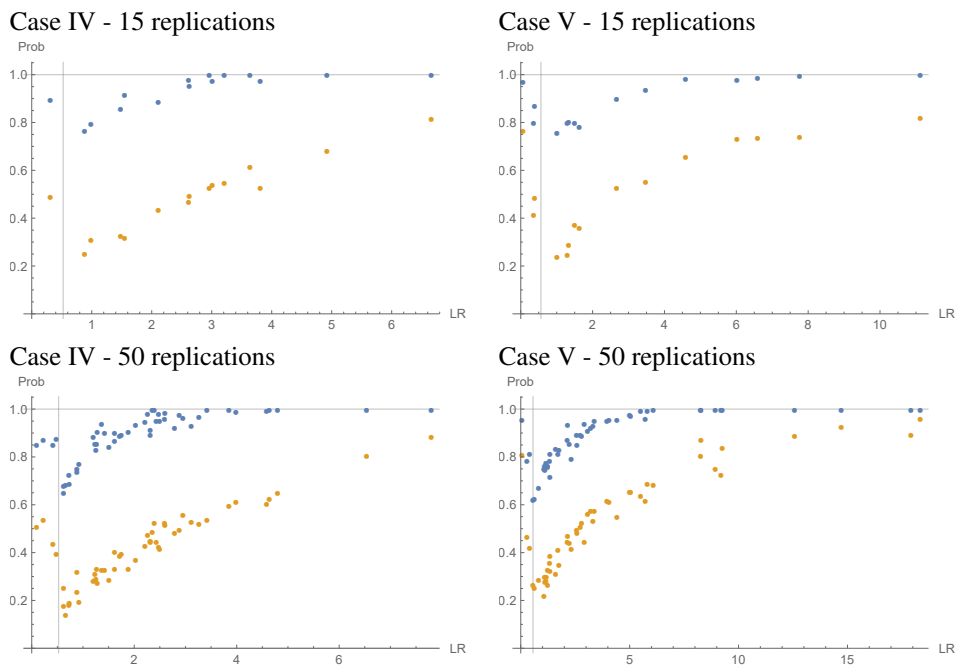 Case IV - 15 replications
Prob
1.0
0.8
0.6
0.4
0.2
1 2 3 4 5 6 LR
Case V - 15 replications
Prob
1.0
0.8
0.6
0.4
0.2
2 4 6 8 10 LR
Case IV - 50 replications
Prob
1.0
0.8
0.6
0.4
0.2
2 4 6 LR
Case V - 50 replications
Prob
1.0
0.8
0.6
0.4
0.2
5 10 15 LR